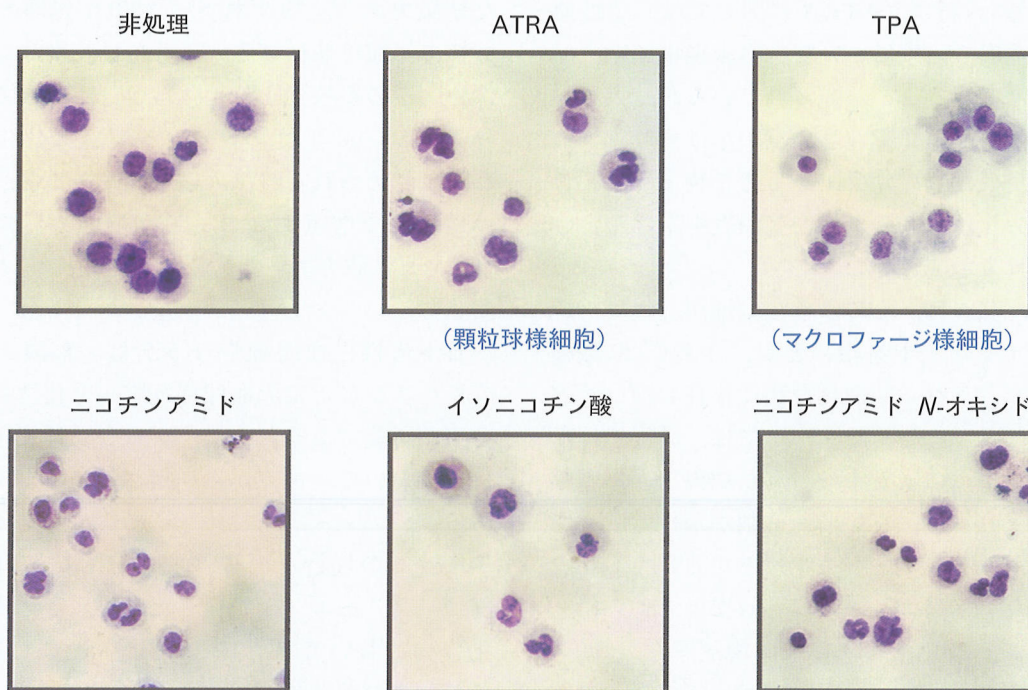 非処理
ATRA
TPA
(顆粒球様細胞)
(マクロファージ様細胞)
ニコチンアミド
イソニコチン酸
ニコチンアミド N-オキシド